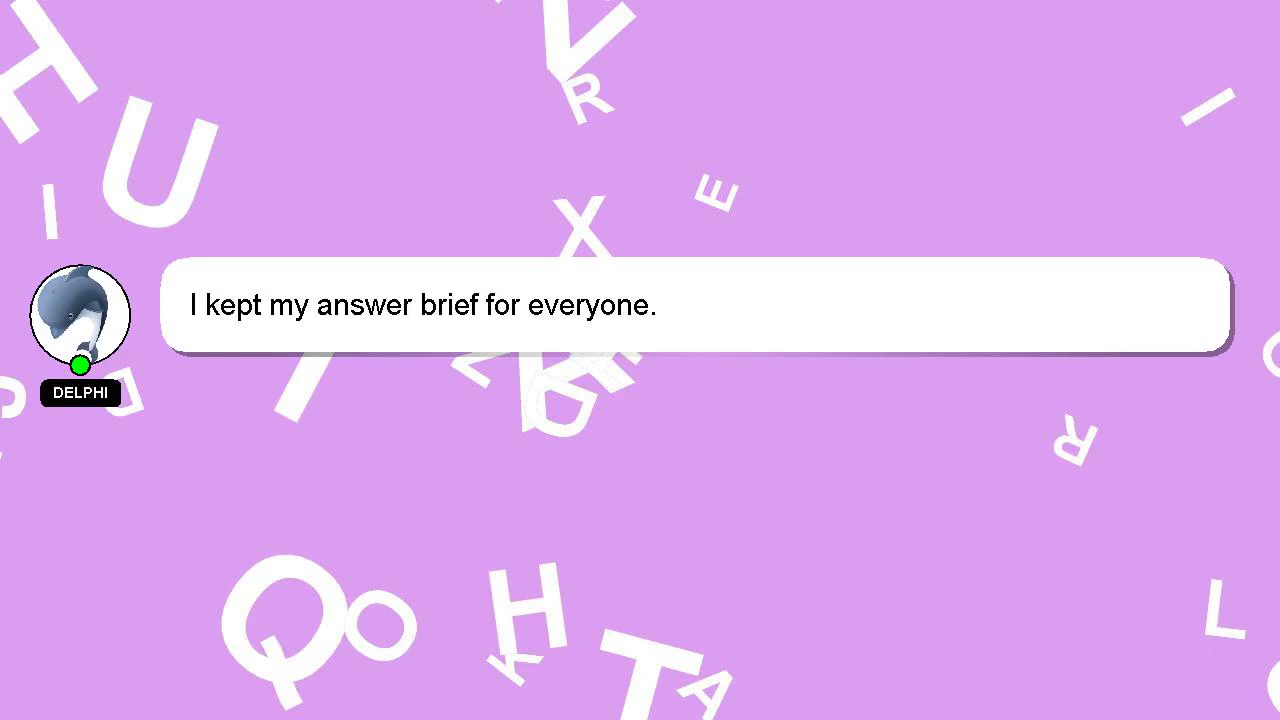 I kept my answer brief for everyone.
DELPHI
H
U
I
V
R
E
I
X
I
Z
D
D
R
Q
O
H
K
T
A
L